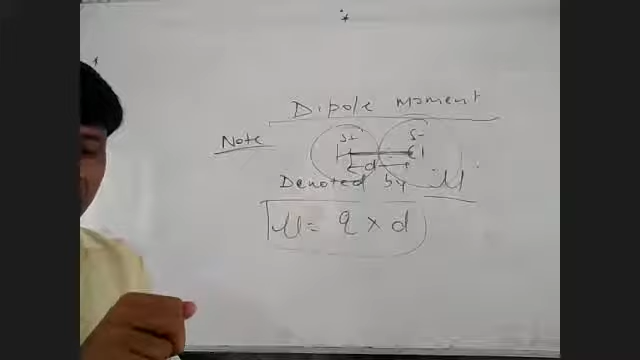 Dipole moment
Note
δ+ δ-
H Cl
d
Denoted by μ
μ = q × d